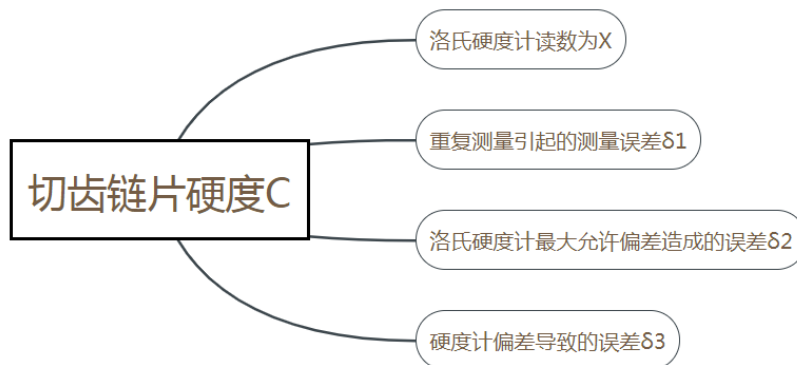 洛氏硬度计读数为X
重复测量引起的测量误差δ1
切齿链片硬度C
洛氏硬度计最大允许偏差造成的误差δ2
硬度计偏差导致的误差δ3